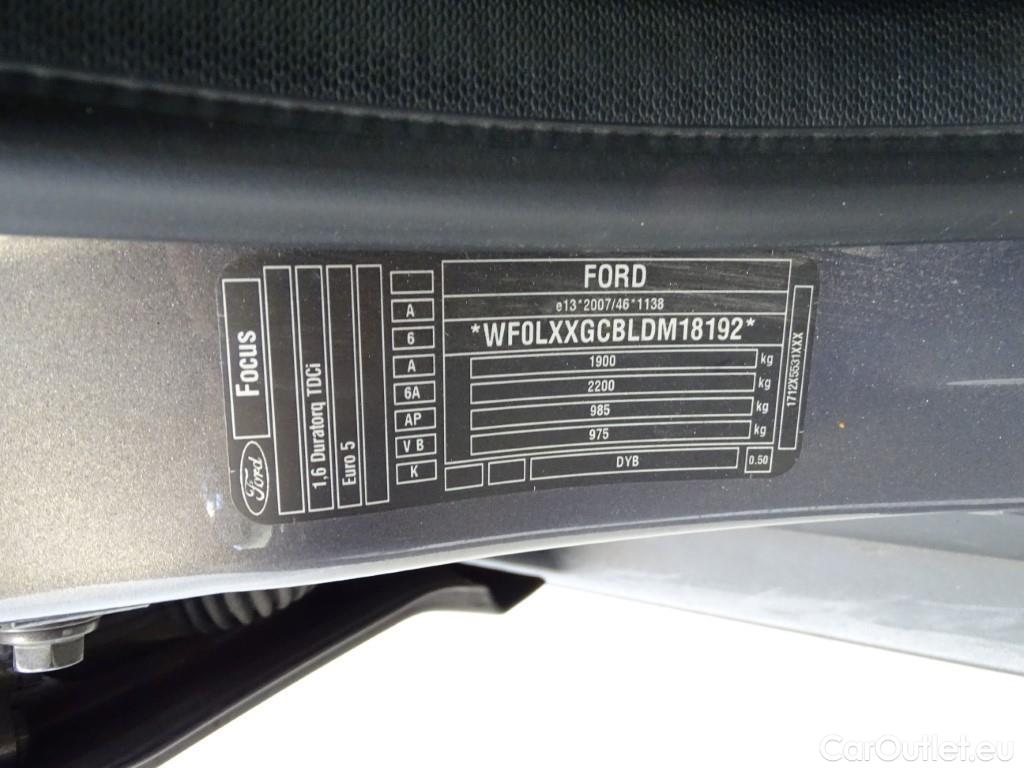 FORD
e13*2007/46*1138
*WF0LXXGCBLDM18192*
1900 kg
2200 kg
985 kg
975 kg
DYB
0.50
A
6
A
6A
AP
V B
K
Focus
Ford
1,6 Duratorq TDCi
Euro 5
1712X5531XXX
CarOutlet.eu